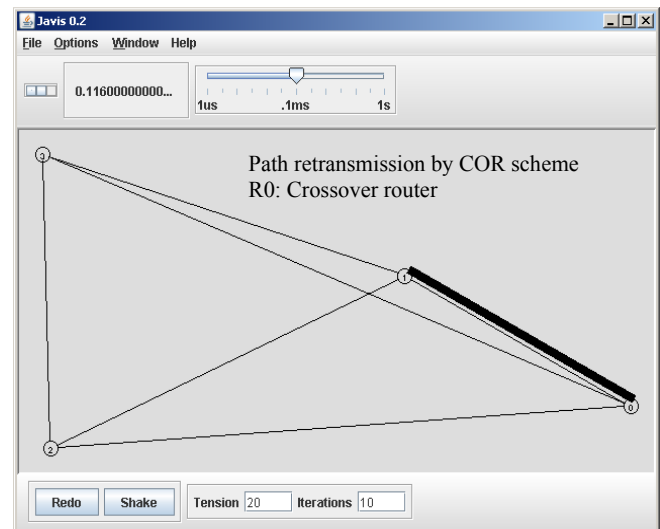 Javis 0.2
File Options Window Help
0.11600000000...
1us .1ms 1s
Path retransmission by COR scheme
R0: Crossover router
3
1
0
2
Redo Shake Tension 20 Iterations 10